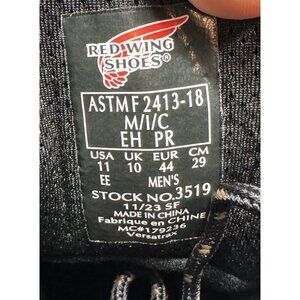 RED WING
SHOES®
ASTM F 2413-18
M/I/C
EH PR
USA UK EUR CM
11 10 44 29
EE MEN'S
STOCK NO.3519
11/23 SF
MADE IN CHINA
Fabrique en CHINE
MC#179236
Versatrax